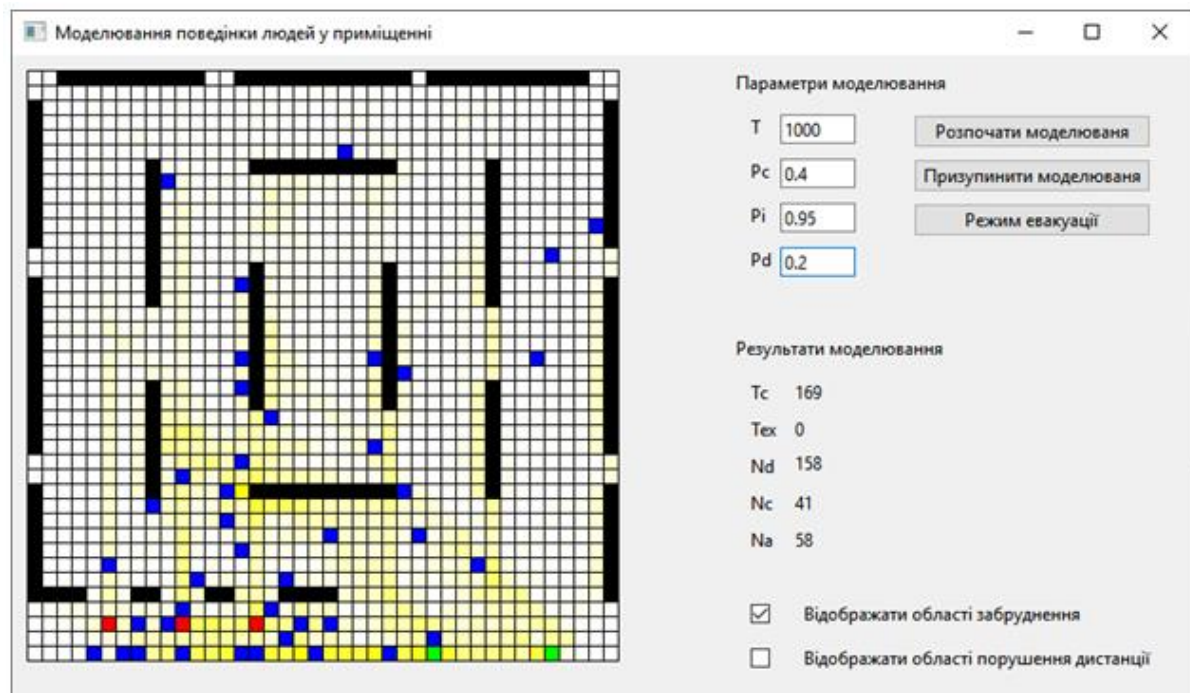 Моделювання поведінки людей у приміщенні
Параметри моделювання
T 1000 Розпочати моделюваня
Pc 0.4 Призупинити моделюваня
Pi 0.95 Режим евакуації
Pd 0.2
Результати моделювання
Tc 169
Tex 0
Nd 158
Nc 41
Na 58
Відображати області забруднення
Відображати області порушення дистанції